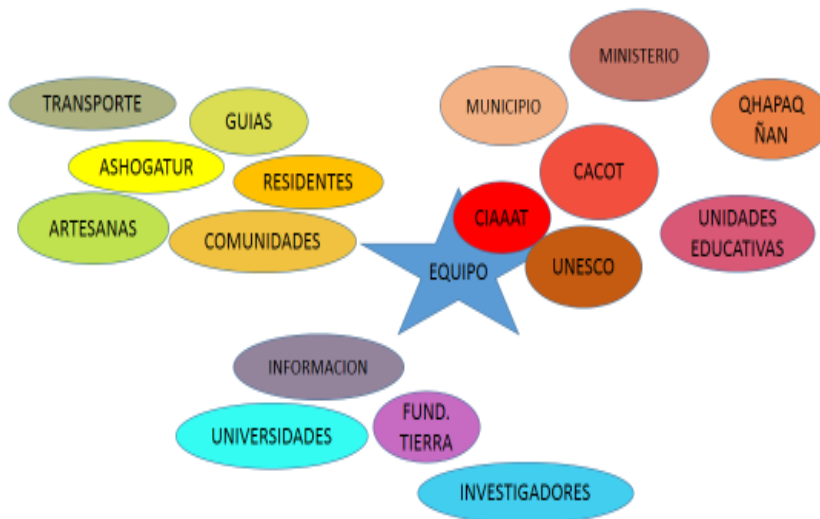 MINISTERIO
TRANSPORTE
MUNICIPIO
QHAPAQ
ÑAN
GUIAS
ASHOGATUR
CACOT
RESIDENTES
ARTESANAS
COMUNIDADES
CIAAAT
UNIDADES
EDUCATIVAS
EQUIPO
UNESCO
INFORMACION
UNIVERSIDADES
FUND.
TIERRA
INVESTIGADORES